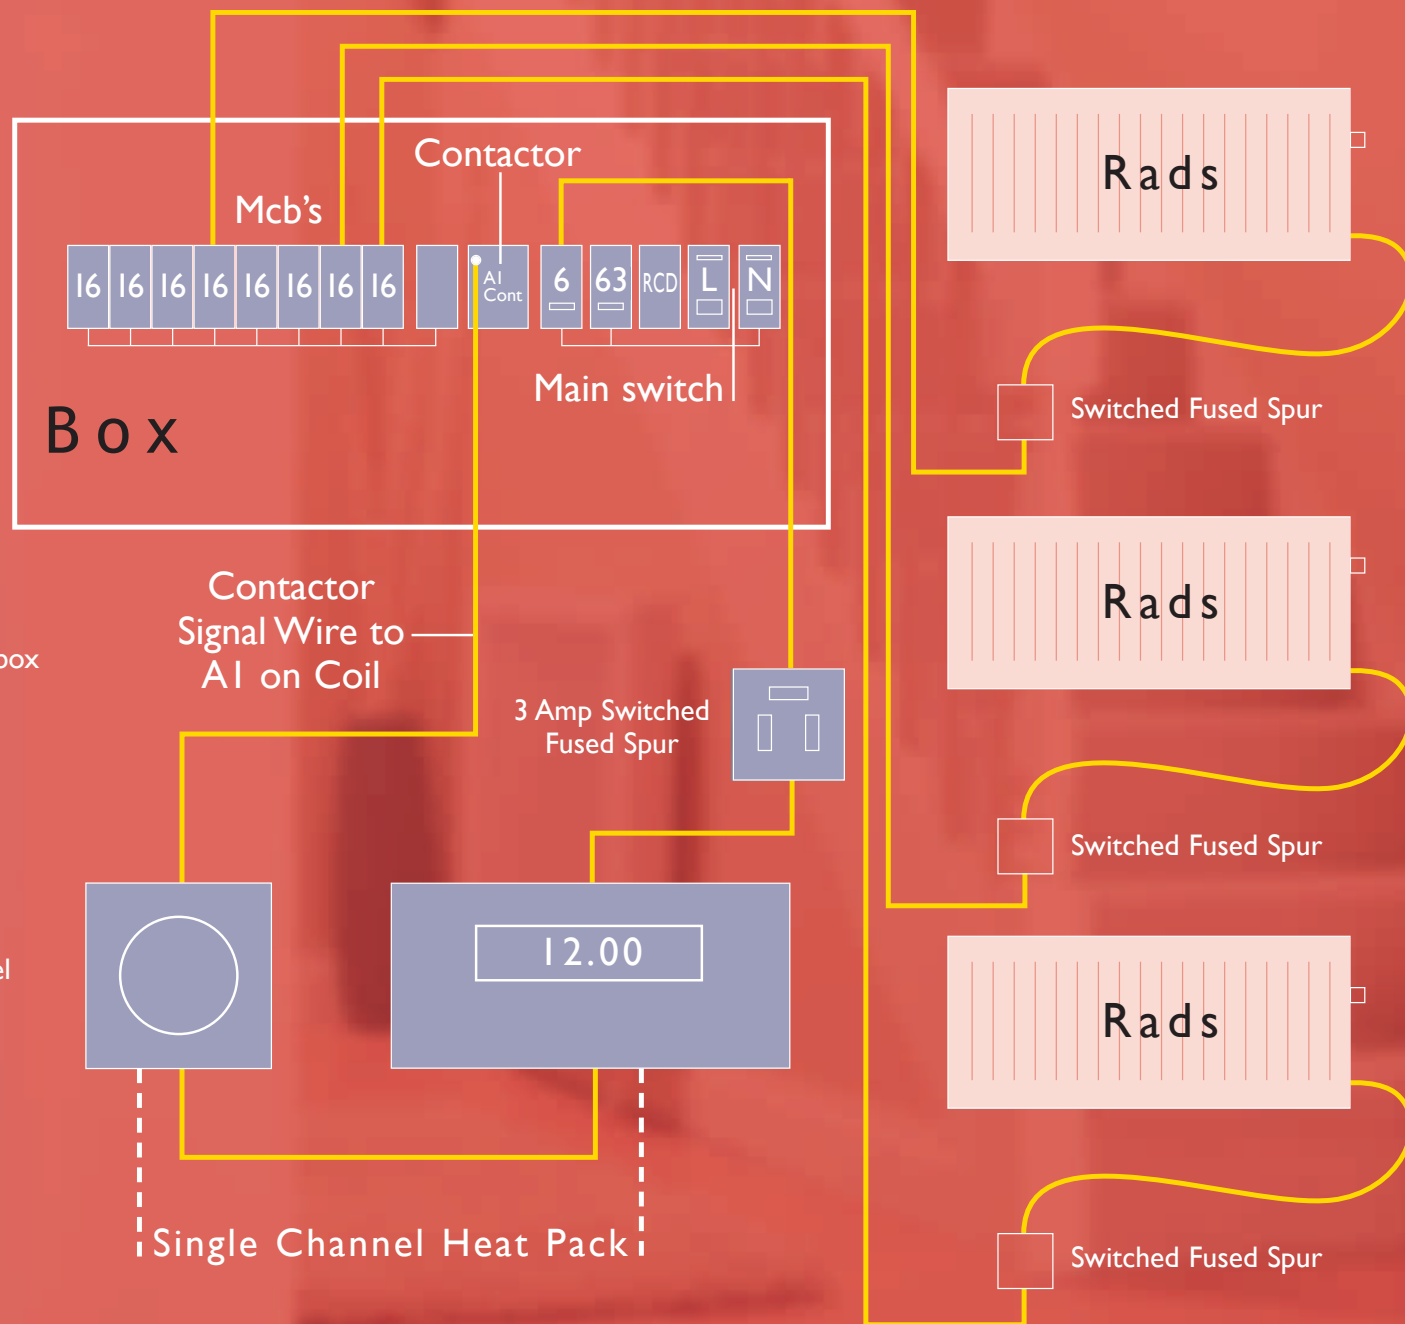 Contactor
Mcb's
16 16 16 16 16 16 16 16
A1
Cont
6 63 RCD L N
Main switch
Box
Contactor
Signal Wire to
A1 on Coil
box
3 Amp Switched
Fused Spur
12.00
el
Single Channel Heat Pack
Rads
Switched Fused Spur
Rads
Switched Fused Spur
Rads
Switched Fused Spur